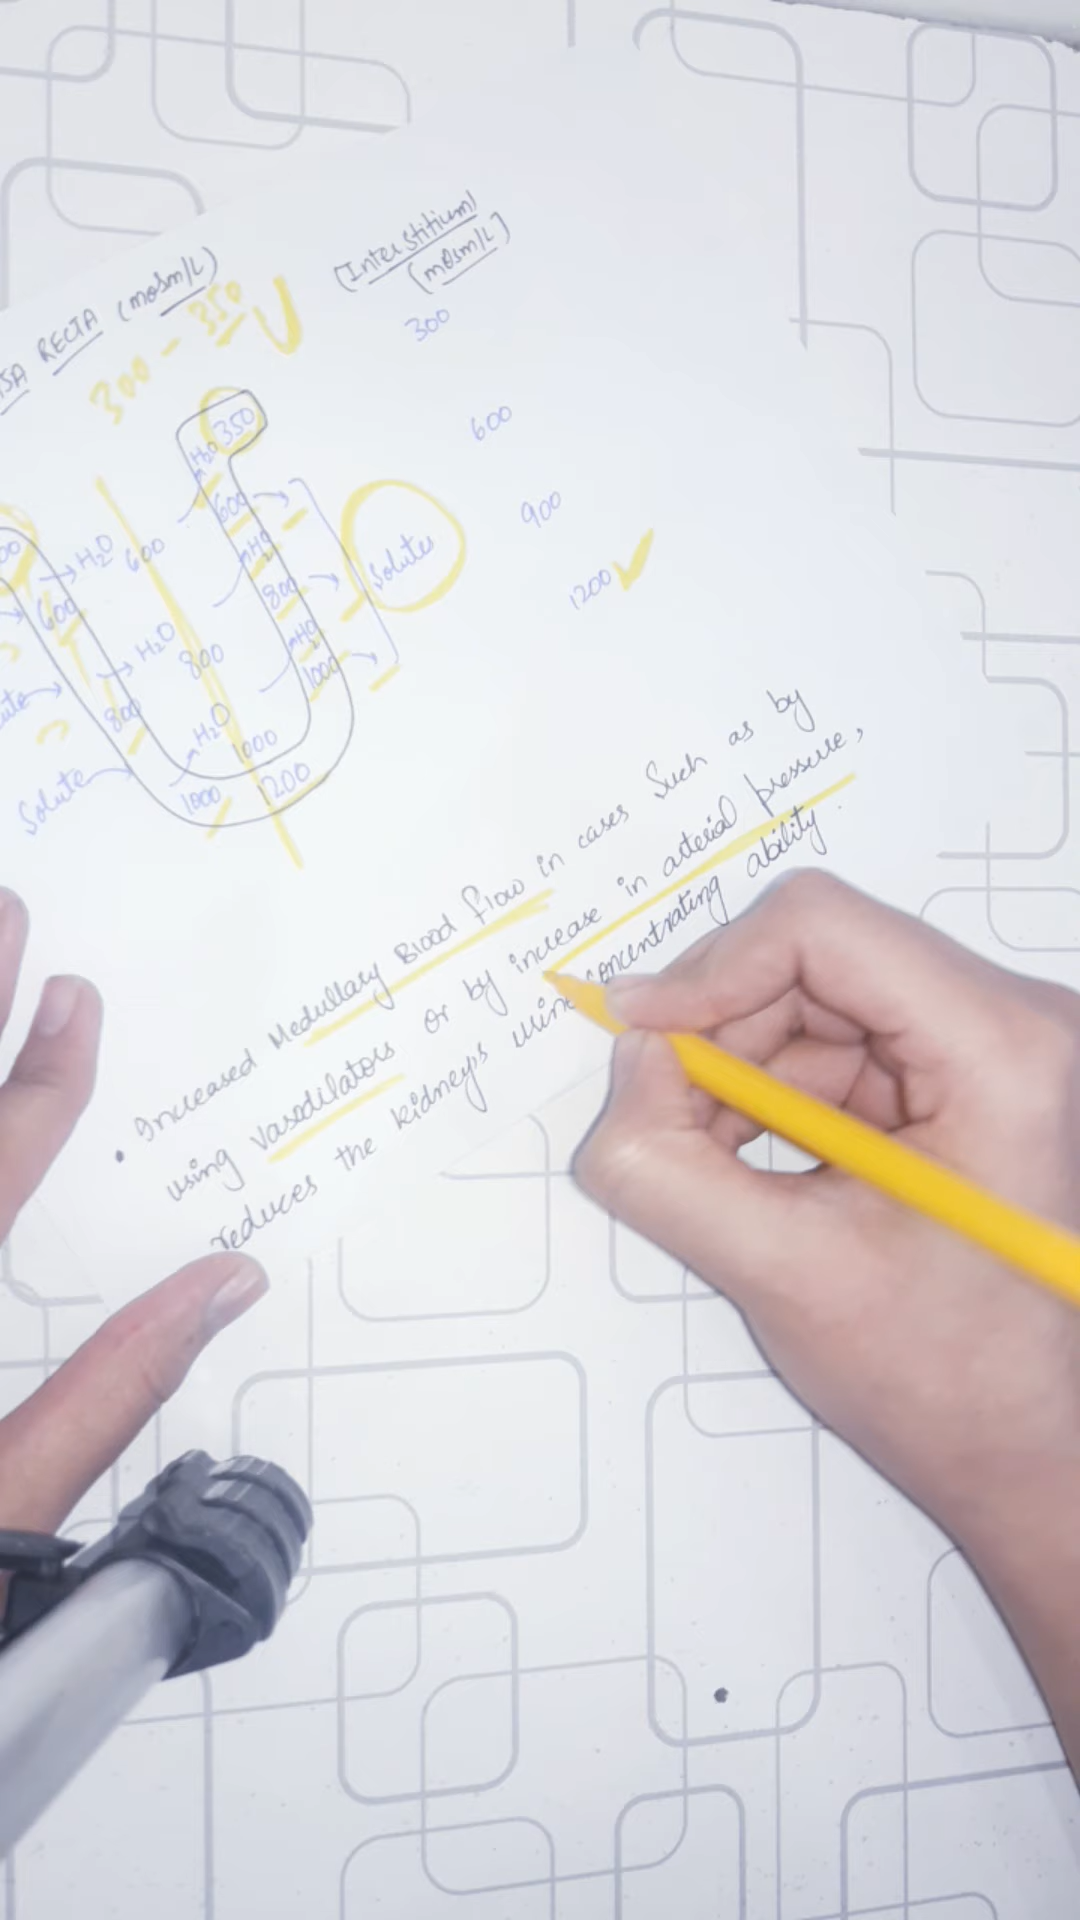 RECTA (mosm/L)
(Interstitium)
(mosm/L)
300 - 350
300
350
H₂O
600
600
Solutes
900
H₂O
H₂O
600
600
800
1200
H₂O
H₂O
800
800
1000
H₂O
Solute
1000
1000
1200
• Increased Medullary Blood flow in cases such as by
using vasodilators or by increase in arterial pressure,
reduces the kidney's urine concentrating ability.